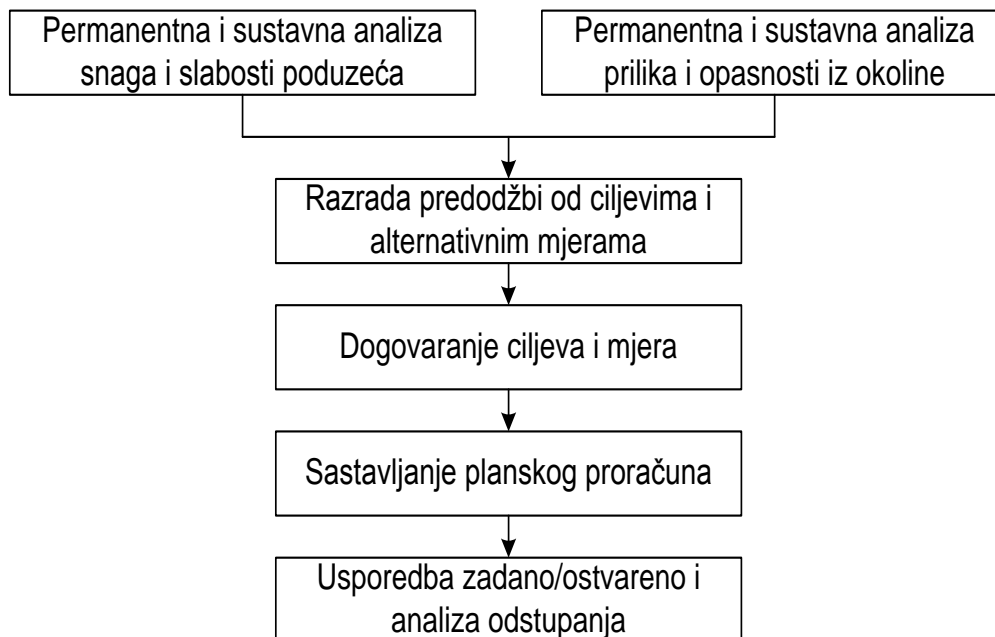 Permanentna i sustavna analiza
snaga i slabosti poduzeća
Permanentna i sustavna analiza
prilika i opasnosti iz okoline
Razrada predodžbi od ciljevima i
alternativnim mjerama
Dogovaranje ciljeva i mjera
Sastavljanje planskog proračuna
Usporedba zadano/ostvareno i
analiza odstupanja